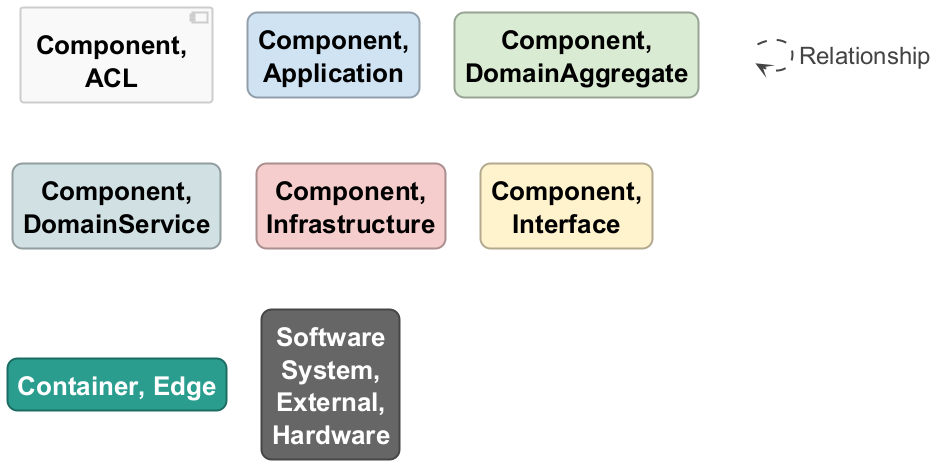 Component,
ACL
Component,
Application
Component,
DomainAggregate
Relationship
Component,
DomainService
Component,
Infrastructure
Component,
Interface
Container, Edge
Software
System,
External,
Hardware